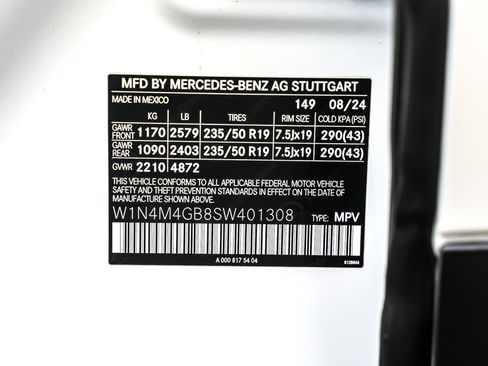 MFD BY MERCEDES-BENZ AG STUTTGART
MADE IN MEXICO 149 08/24
KG LB TIRES RIM SIZE COLD KPA (PSI)
GAWR FRONT 1170 2579 235/50 R19 7.5Jx19 290(43)
GAWR REAR 1090 2403 235/50 R19 7.5Jx19 290(43)
GVWR 2210 4872
THIS VEHICLE CONFORMS TO ALL APPLICABLE FEDERAL MOTOR VEHICLE
SAFETY AND THEFT PREVENTION STANDARDS IN EFFECT ON THE DATE
OF MANUFACTURE SHOWN ABOVE.
W1N4M4GB8SW401308 TYPE: MPV
A 000 817 54 04